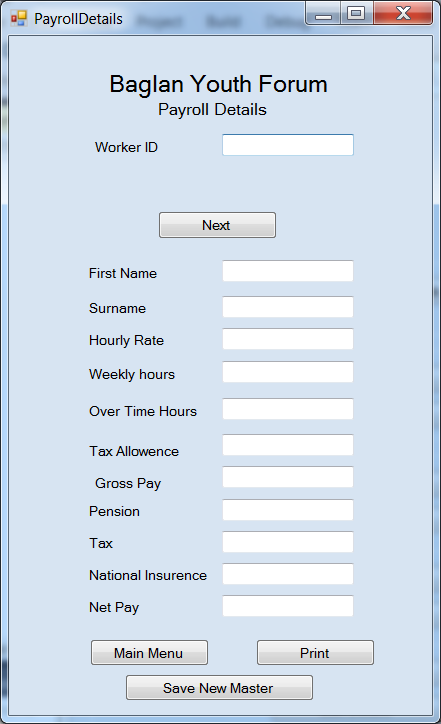 PayrollDetails
Baglan Youth Forum
Payroll Details
Worker ID
Next
First Name
Surname
Hourly Rate
Weekly hours
Over Time Hours
Tax Allowence
Gross Pay
Pension
Tax
National Insurence
Net Pay
Main Menu Print
Save New Master